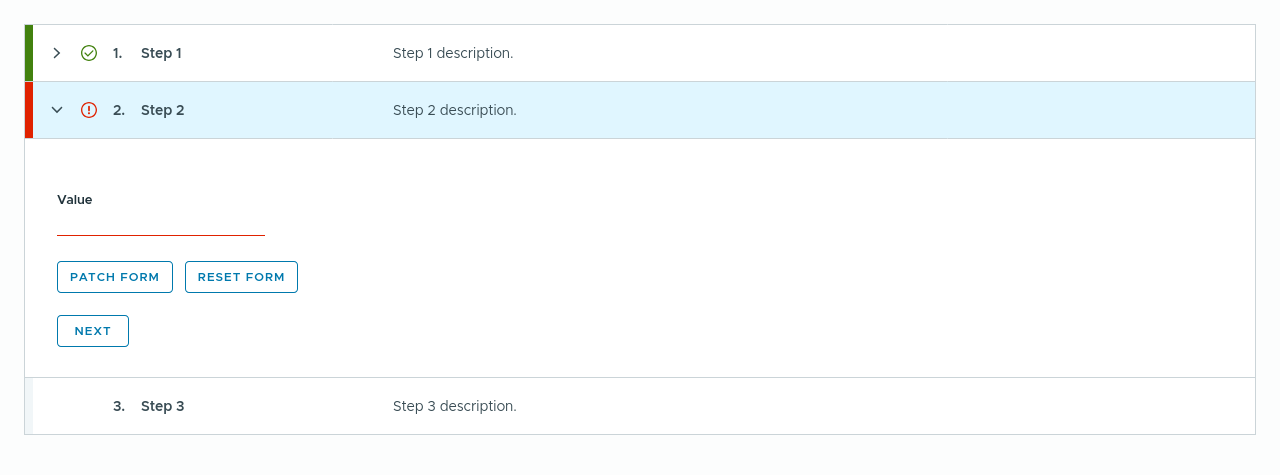 1. Step 1 Step 1 description.
2. Step 2 Step 2 description.
Value
PATCH FORM RESET FORM
NEXT
3. Step 3 Step 3 description.